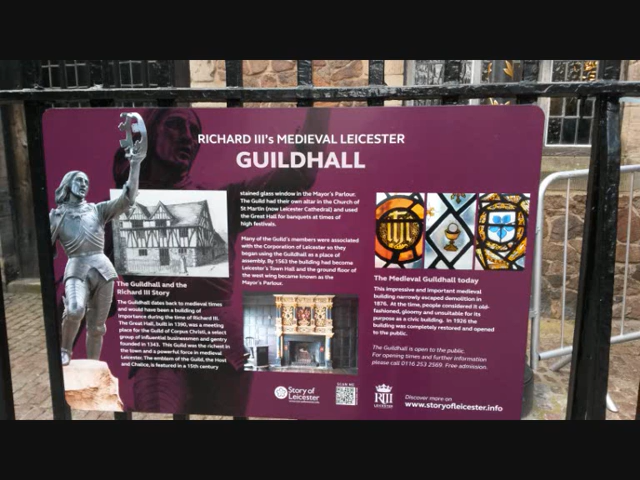 RICHARD III's MEDIEVAL LEICESTER
GUILDHALL
The Guildhall and the
Richard III Story
The Guildhall dates back to medieval times
and would have been a building of
importance during the time of Richard III.
The Great Hall, built in 1390, was a meeting
place for the Guild of Corpus Christi, a select
group of influential businessmen and gentry
founded in 1343. This Guild was the richest in
the town and a powerful force in medieval
Leicester. The emblem of the Guild, the Host
and Chalice, is featured in a 15th century
stained glass window in the Mayor's Parlour.
The Guild had their own altar in the Church of
St Martin (now Leicester Cathedral) and used
the Great Hall for banquets at times of
high festivals.
Many of the Guild's members were associated
with the Corporation of Leicester so they
began using the Guildhall as a place of
assembly. By 1563 the building had become
Leicester's Town Hall and the ground floor of
the west wing became known as the
Mayor's Parlour.
The Medieval Guildhall today
This impressive and important medieval
building narrowly escaped demolition in
1876. At the time, people considered it old-
fashioned, gloomy and unsuitable for its
purpose as a civic building. In 1926 the
building was completely restored and opened
to the public.
The Guildhall is open to the public.
For opening times and further information
please call 0116 253 2569. Free admission.
Story of
Leicester
SCAN ME
RIII
Discover more on
www.storyofleicester.info